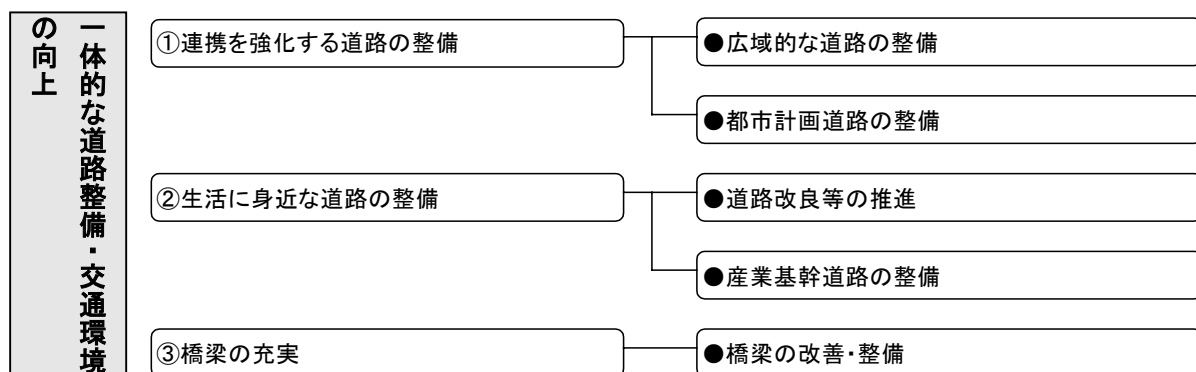 一体的な道路整備・交通環境
の向上
①連携を強化する道路の整備
●広域的な道路の整備
●都市計画道路の整備
②生活に身近な道路の整備
●道路改良等の推進
●産業基幹道路の整備
③橋梁の充実
●橋梁の改善・整備